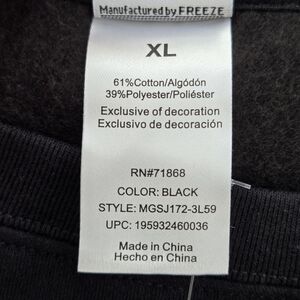 Manufactured by FREEZE
XL
61%Cotton/Algódón
39%Polyester/Poliéster
Exclusive of decoration
Exclusivo de decoración
RN#71868
COLOR: BLACK
STYLE: MGSJ172-3L59
UPC: 195932460036
Made in China
Hecho en China